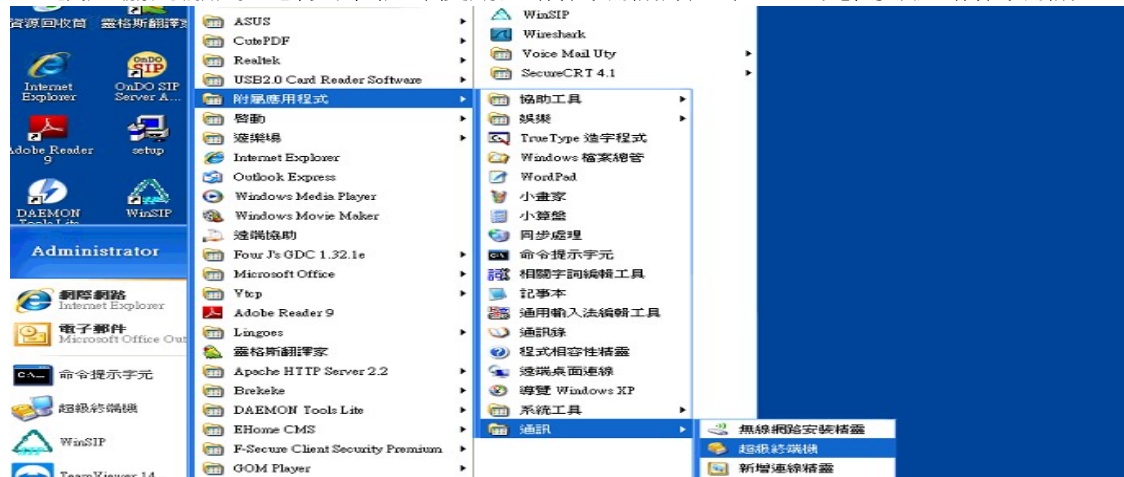 資源回收筒
靈格斯翻譯家
Internet
Explorer
OnDO SIP
Server A...
Adobe Reader
9
setup
DAEMON
Tools Lite
WinSIP
Administrator
網際網路
Internet Explorer
電子郵件
Microsoft Office Out
命令提示字元
超級終端機
WinSIP
TeamViewer 14
ASUS
CutePDF
Realtek
USB2.0 Card Reader Software
附屬應用程式
啟動
遊樂場
Internet Explorer
Outlook Express
Windows Media Player
Windows Movie Maker
遠端協助
Four J's GDC 1.32.1e
Microsoft Office
Vtcp
Adobe Reader 9
Lingoes
靈格斯翻譯家
Apache HTTP Server 2.2
Brekeke
DAEMON Tools Lite
EHome CMS
F-Secure Client Security Premium
GOM Player
WinSIP
Wireshark
Voice Mail Uty
SecureCRT 4.1
協助工具
娛樂
TrueType 造字程式
Windows 檔案總管
WordPad
小畫家
小算盤
同步處理
命令提示字元
相關字詞編輯工具
記事本
通用輸入法編輯工具
通訊錄
程式相容性精靈
遠端桌面連線
導覽 Windows XP
系統工具
通訊
無線網路安裝精靈
超級終端機
新增連線精靈